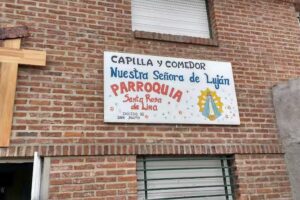 CAPILLA Y COMEDOR
Nuestra Señora de Luján
PARROQUIA
Santa Rosa
de Lima